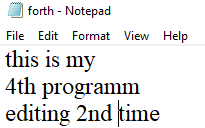 forth - Notepad
File Edit Format View Help
this is my
4th programm
editing 2nd time